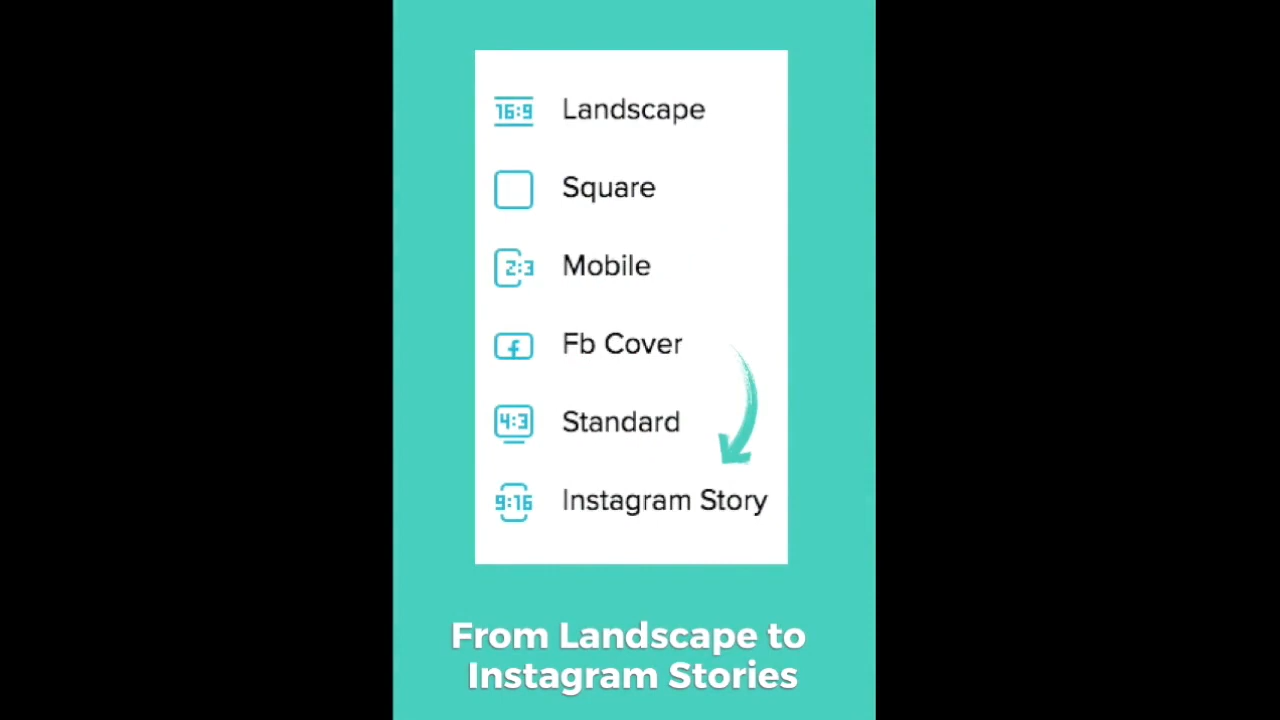 16:9 Landscape
Square
2:3 Mobile
f Fb Cover
4:3 Standard
9:16 Instagram Story
From Landscape to
Instagram Stories